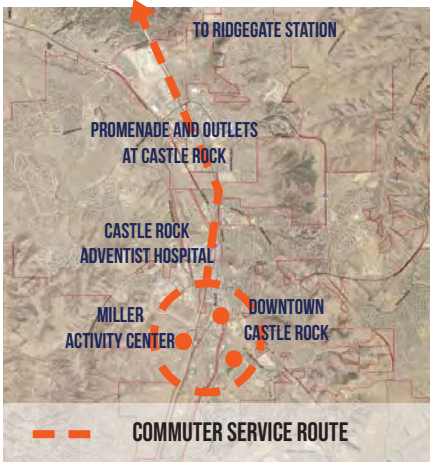 TO RIDGEGATE STATION
PROMENADE AND OUTLETS
AT CASTLE ROCK
CASTLE ROCK
ADVENTIST HOSPITAL
MILLER
ACTIVITY CENTER
DOWNTOWN
CASTLE ROCK
COMMUTER SERVICE ROUTE